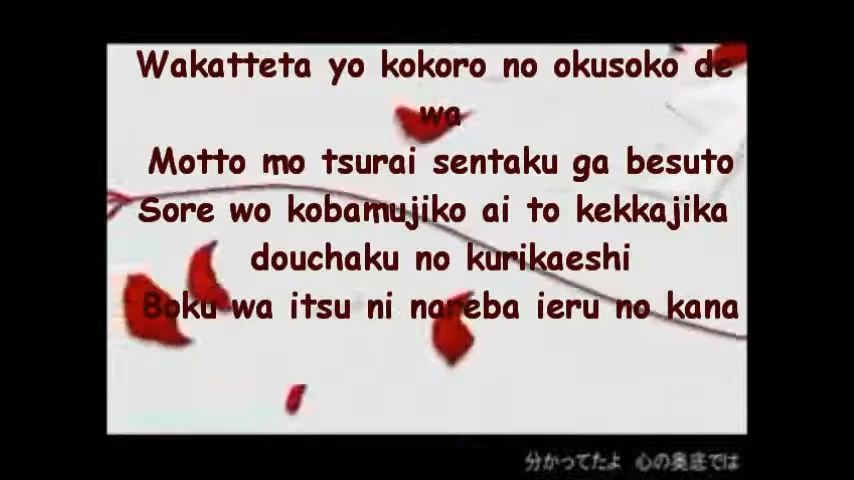 Wakatteta yo kokoro no okusoko de
wa
Motto mo tsurai sentaku ga besuto
Sore wo kobamujiko ai to kekkajika
douchaku no kurikaeshi
Boku wa itsu ni nareba ieru no kana
分かってたよ 心の奥底では